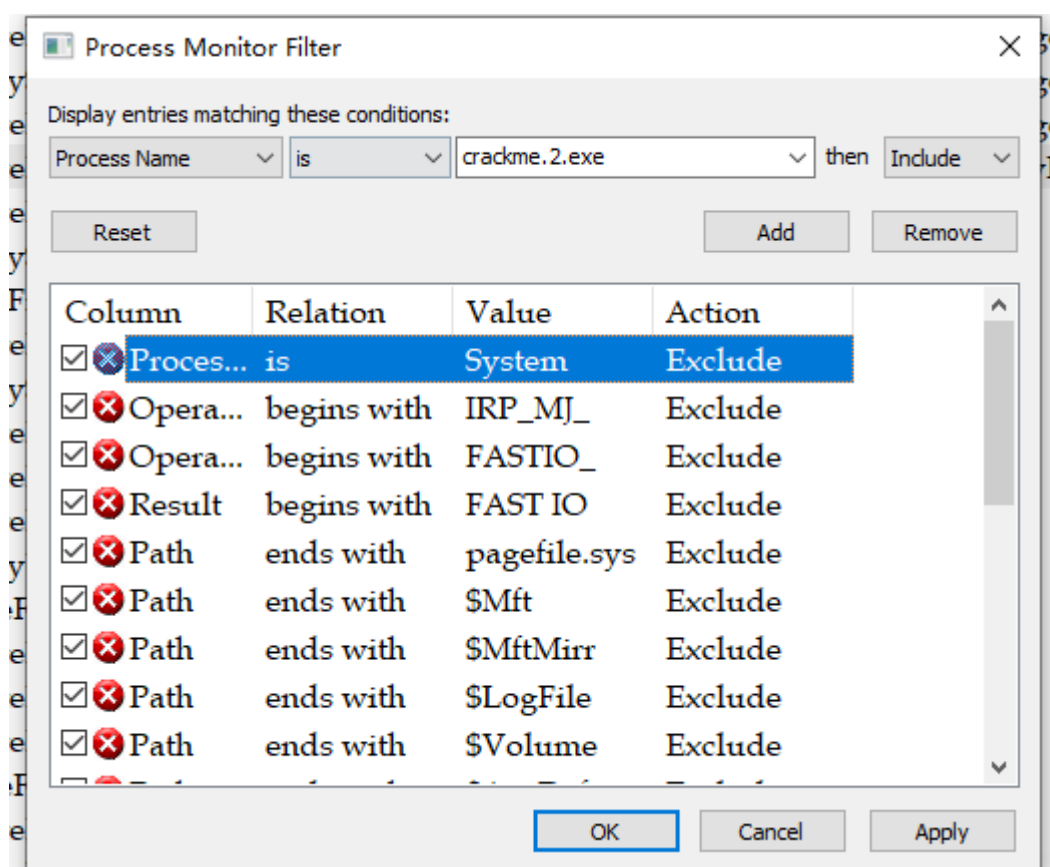 Process Monitor Filter
Display entries matching these conditions:
Process Name is crackme.2.exe then Include
Reset Add Remove
Column Relation Value Action
Proces... is System Exclude
Opera... begins with IRP_MJ_ Exclude
Opera... begins with FASTIO_ Exclude
Result begins with FAST IO Exclude
Path ends with pagefile.sys Exclude
Path ends with $Mft Exclude
Path ends with $MftMirr Exclude
Path ends with $LogFile Exclude
Path ends with $Volume Exclude
OK Cancel Apply